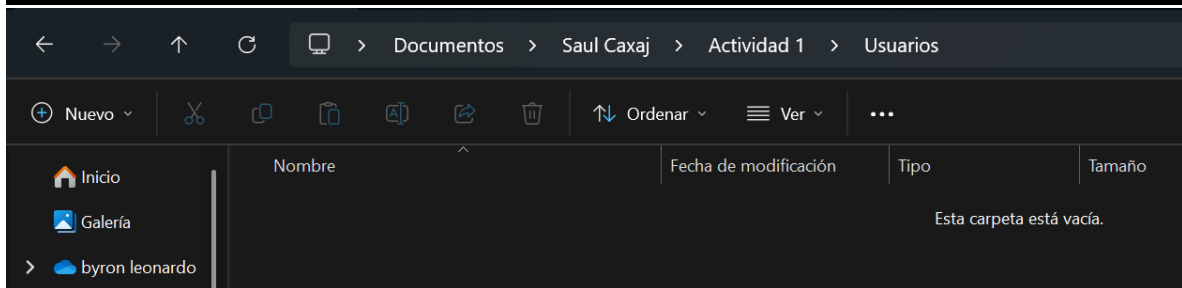 Documentos > Saul Caxaj > Actividad 1 > Usuarios
Nuevo Ordenar Ver
Nombre Fecha de modificación Tipo Tamaño
Inicio
Esta carpeta está vacía.
Galería
byron leonardo